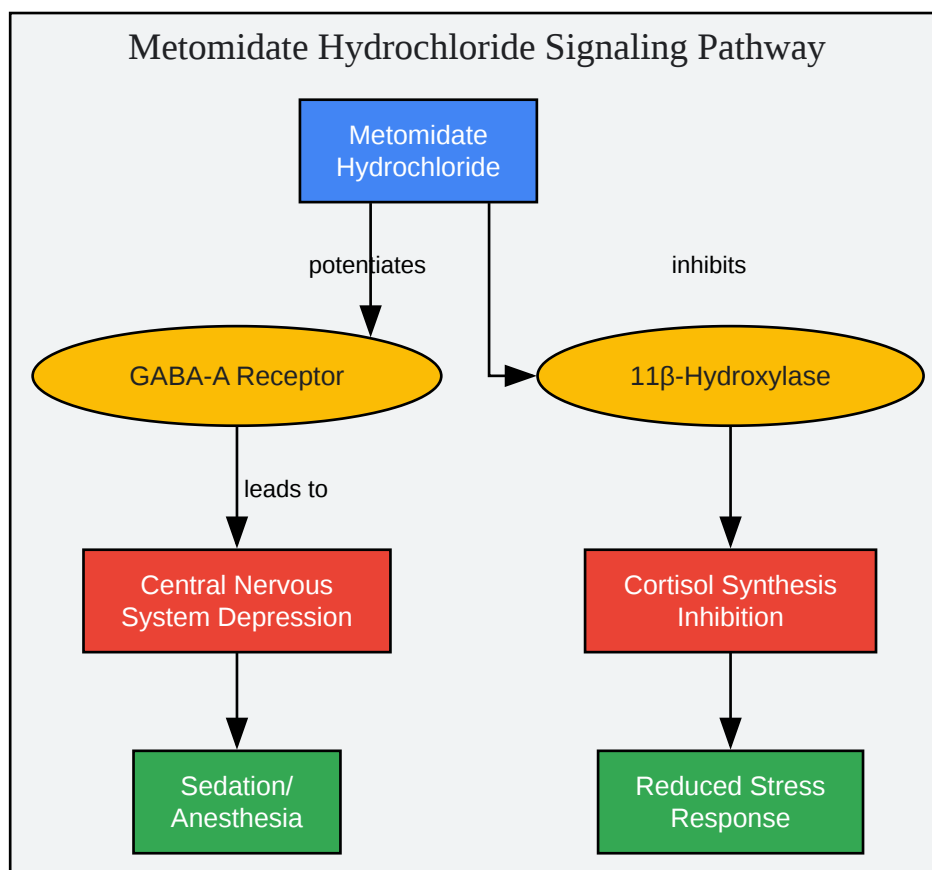 Metomidate Hydrochloride Signaling Pathway
Metomidate
Hydrochloride
potentiates
inhibits
GABA-A Receptor
11β-Hydroxylase
leads to
Central Nervous
System Depression
Cortisol Synthesis
Inhibition
Sedation/
Anesthesia
Reduced Stress
Response